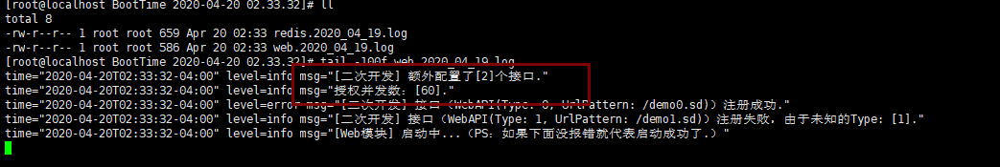 [root@localhost BootTime 2020-04-20 02.33.32]# ll
total 8
-rw-r--r-- 1 root root 659 Apr 20 02:33 redis.2020_04_19.log
-rw-r--r-- 1 root root 586 Apr 20 02:33 web.2020_04_19.log
[root@localhost BootTime 2020-04-20 02.33.32]# tail -100f web.2020_04_19.log
time="2020-04-20T02:33:32-04:00" level=info msg="[二次开发] 额外配置了[2]个接口."
time="2020-04-20T02:33:32-04:00" level=info msg="授权并发数：[60]."
time="2020-04-20T02:33:32-04:00" level=error msg="[二次开发] 接口（WebAPI(Type: 0, UrlPattern: /demo0.sd)）注册成功."
time="2020-04-20T02:33:32-04:00" level=info msg="[二次开发] 接口（WebAPI(Type: 1, UrlPattern: /demo1.sd)）注册失败，由于未知的Type: [1]."
time="2020-04-20T02:33:32-04:00" level=info msg="[Web模块] 启动中...（PS：如果下面没报错就代表启动成功了.）"